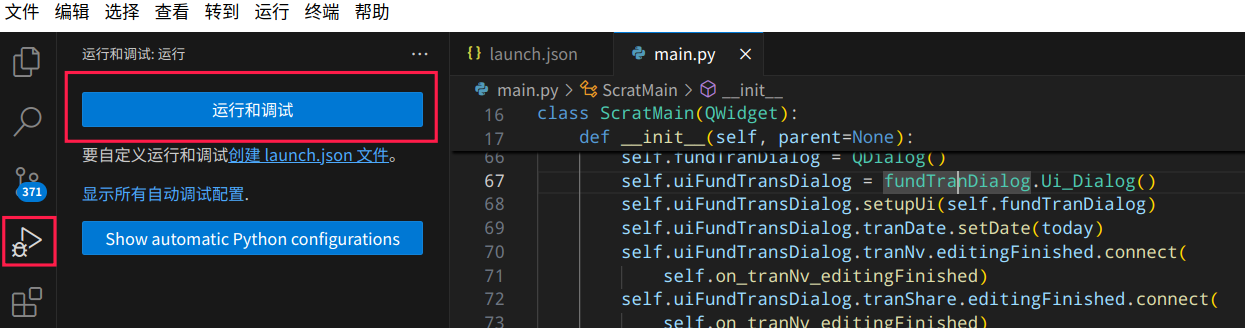 文件 编辑 选择 查看 转到 运行 终端 帮助
运行和调试: 运行 ···
运行和调试
要自定义运行和调试创建 launch.json 文件。
371
显示所有自动调试配置.
Show automatic Python configurations
{} launch.json
main.py ×
main.py > ScratMain > __init__
16 class ScratMain(QWidget):
17 def __init__(self, parent=None):
66 self.fundTranDialog = QDialog()
67 self.uiFundTransDialog = fundTranDialog.Ui_Dialog()
68 self.uiFundTransDialog.setupUi(self.fundTranDialog)
69 self.uiFundTransDialog.tranDate.setDate(today)
70 self.uiFundTransDialog.tranNv.editingFinished.connect(
71 self.on_tranNv_editingFinished)
72 self.uiFundTransDialog.tranShare.editingFinished.connect(
73 self.on_tranNv_editingFinished)